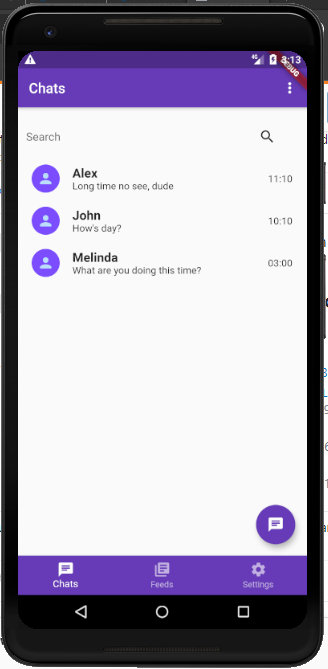 3:13
DEBUG
Chats
Search
Alex
11:10
Long time no see, dude
John
10:10
How's day?
Melinda
03:00
What are you doing this time?
Chats
Feeds
Settings